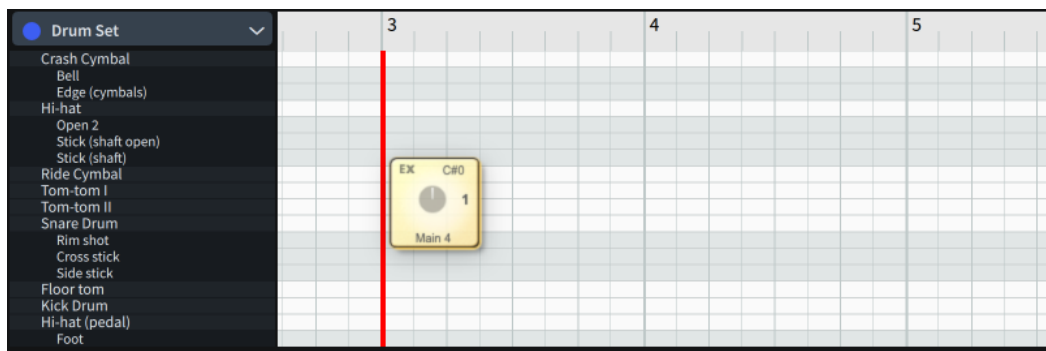 Drum Set
3
4
5
Crash Cymbal
Bell
Edge (cymbals)
Hi-hat
Open 2
Stick (shaft open)
Stick (shaft)
Ride Cymbal
Tom-tom I
Tom-tom II
Snare Drum
Rim shot
Cross stick
Side stick
Floor tom
Kick Drum
Hi-hat (pedal)
Foot
EX C#0
1
Main 4